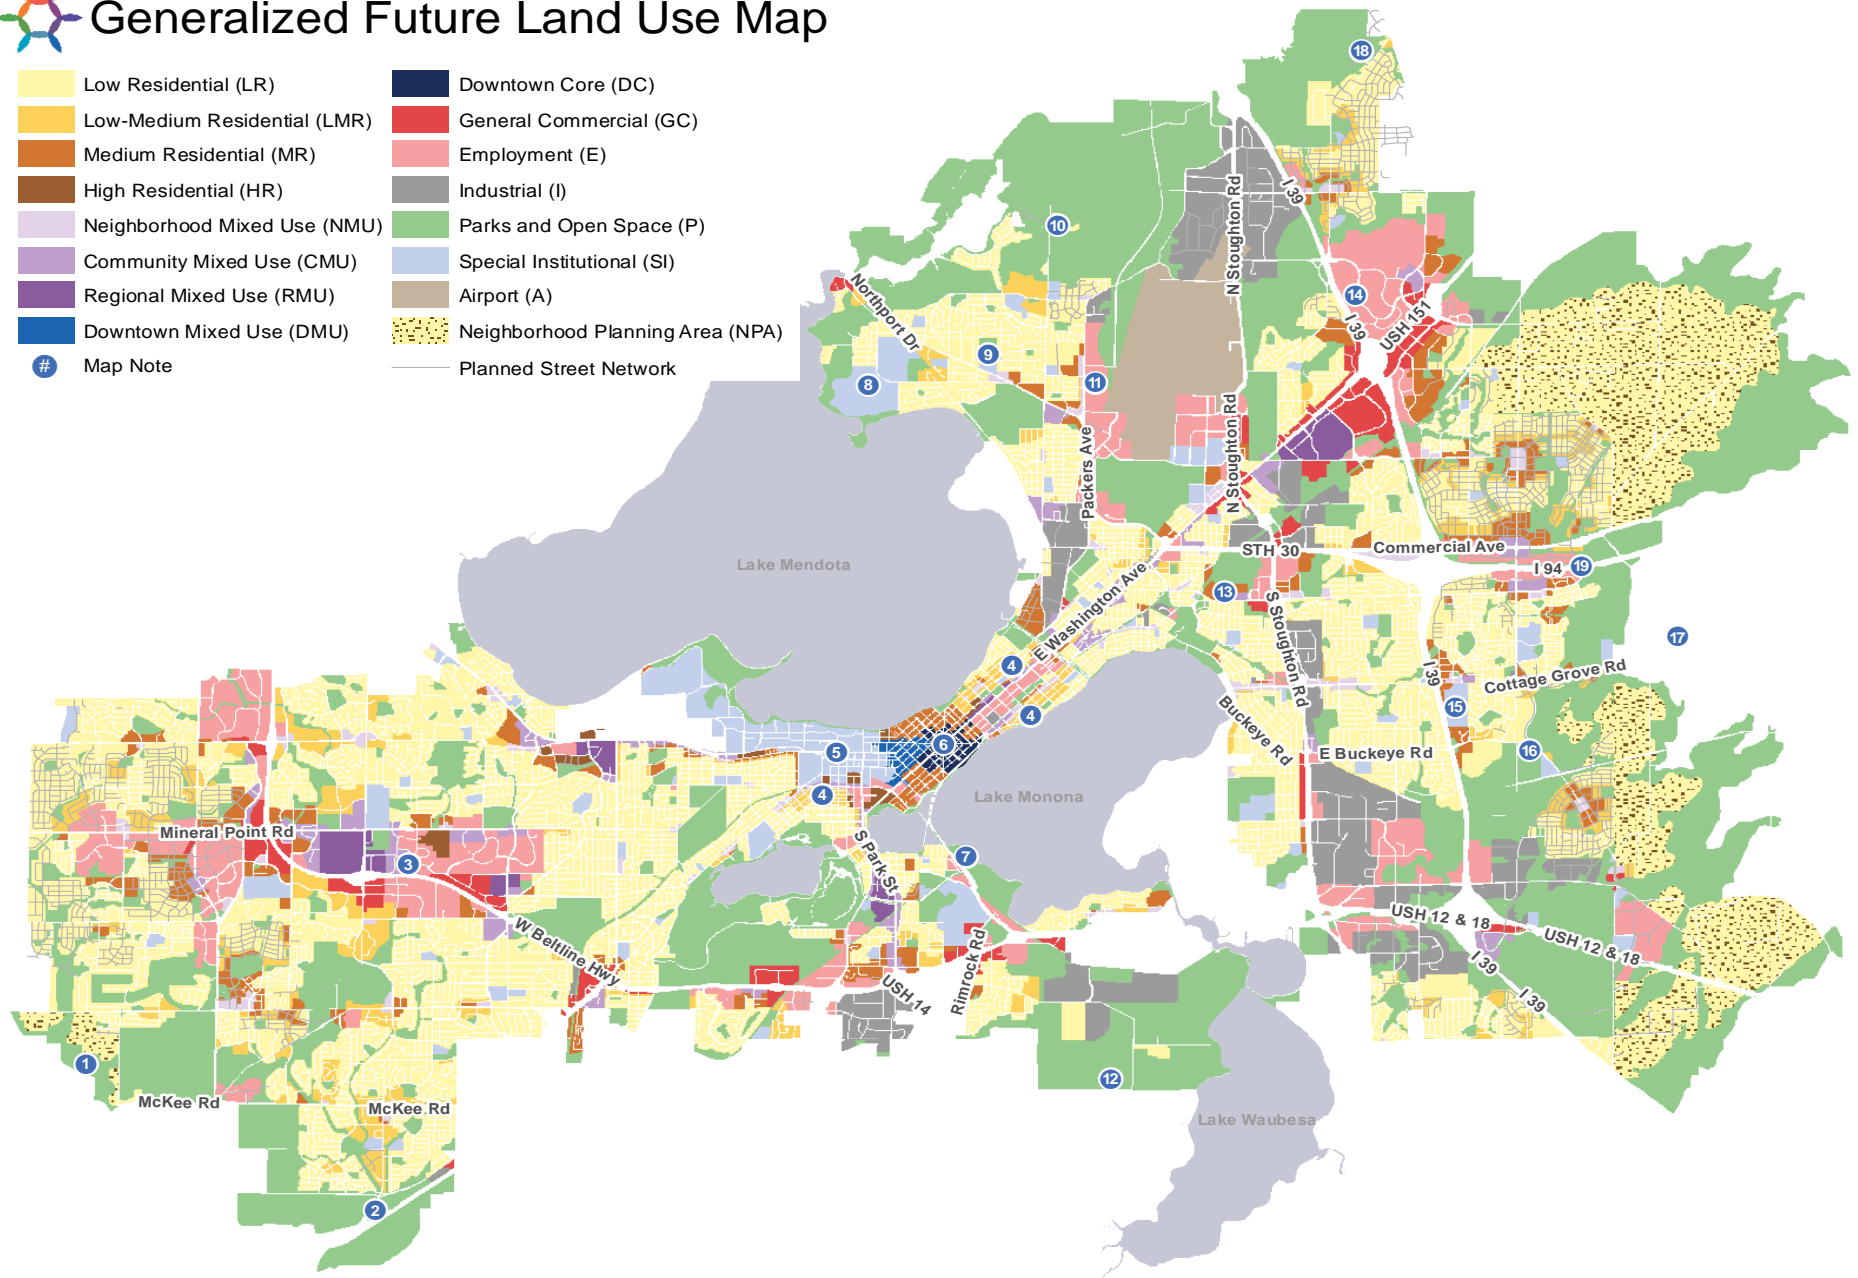 Generalized Future Land Use Map
Low Residential (LR)
Low-Medium Residential (LMR)
Medium Residential (MR)
High Residential (HR)
Neighborhood Mixed Use (NMU)
Community Mixed Use (CMU)
Regional Mixed Use (RMU)
Downtown Mixed Use (DMU)
# Map Note
Downtown Core (DC)
General Commercial (GC)
Employment (E)
Industrial (I)
Parks and Open Space (P)
Special Institutional (SI)
Airport (A)
Neighborhood Planning Area (NPA)
Planned Street Network
18
I 39
N Stoughton Rd
10
Northport Dr
14
I 39
USH 151
9
8
11
N Stoughton Rd
Packers Ave
STH 30
Commercial Ave
I 94
19
Lake Mendota
E Washington Ave
13
S Stoughton Rd
17
4
I 39
Cottage Grove Rd
15
4
Buckeye Rd
5
6
E Buckeye Rd
16
4
Lake Monona
Mineral Point Rd
3
S Park St
7
W Beltline Hwy
Rimrock Rd
USH 14
USH 12 & 18
USH 12 & 18
I 39
I 39
1
McKee Rd
McKee Rd
12
Lake Waubesa
2